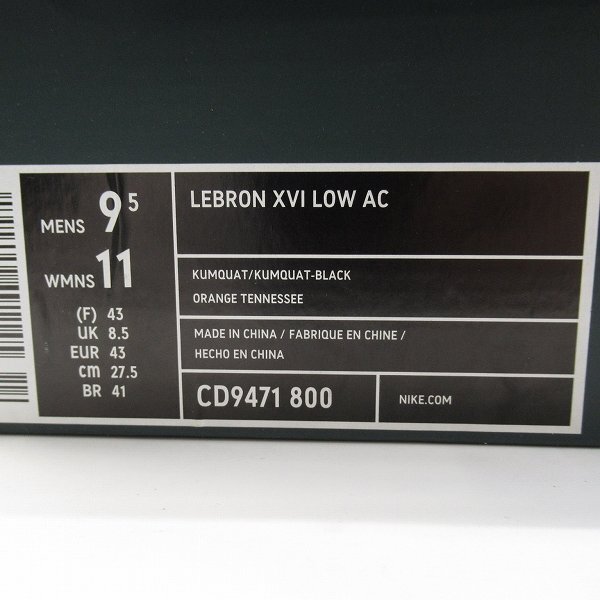 MENS 9.5
WMNS 11
(F) 43
UK 8.5
EUR 43
cm 27.5
BR 41
LEBRON XVI LOW AC
KUMQUAT/KUMQUAT-BLACK
ORANGE TENNESSEE
MADE IN CHINA / FABRIQUE EN CHINE /
HECHO EN CHINA
CD9471 800
NIKE.COM